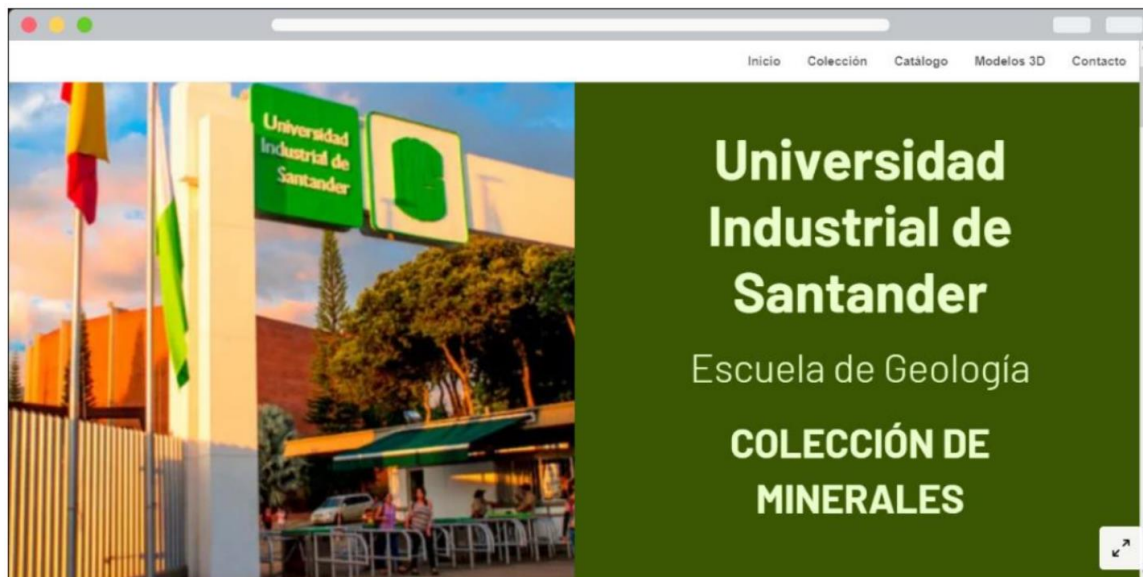 Inicio Colección Catálogo Modelos 3D Contacto
Universidad
Industrial de
Santander
Universidad
Industrial de
Santander
Escuela de Geología
COLECCIÓN DE
MINERALES